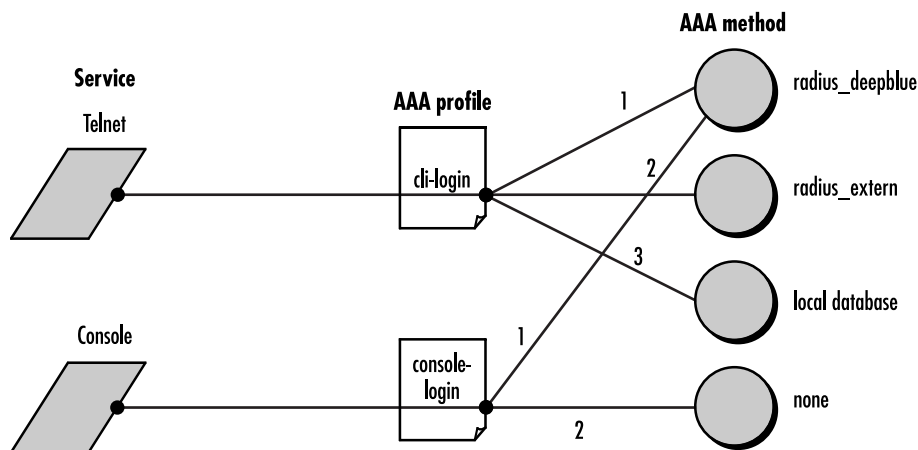 AAA method
Service
AAA profile
Telnet
1
radius_deepblue
cli-login
2
radius_extern
3
local database
Console
1
console-
login
2
none